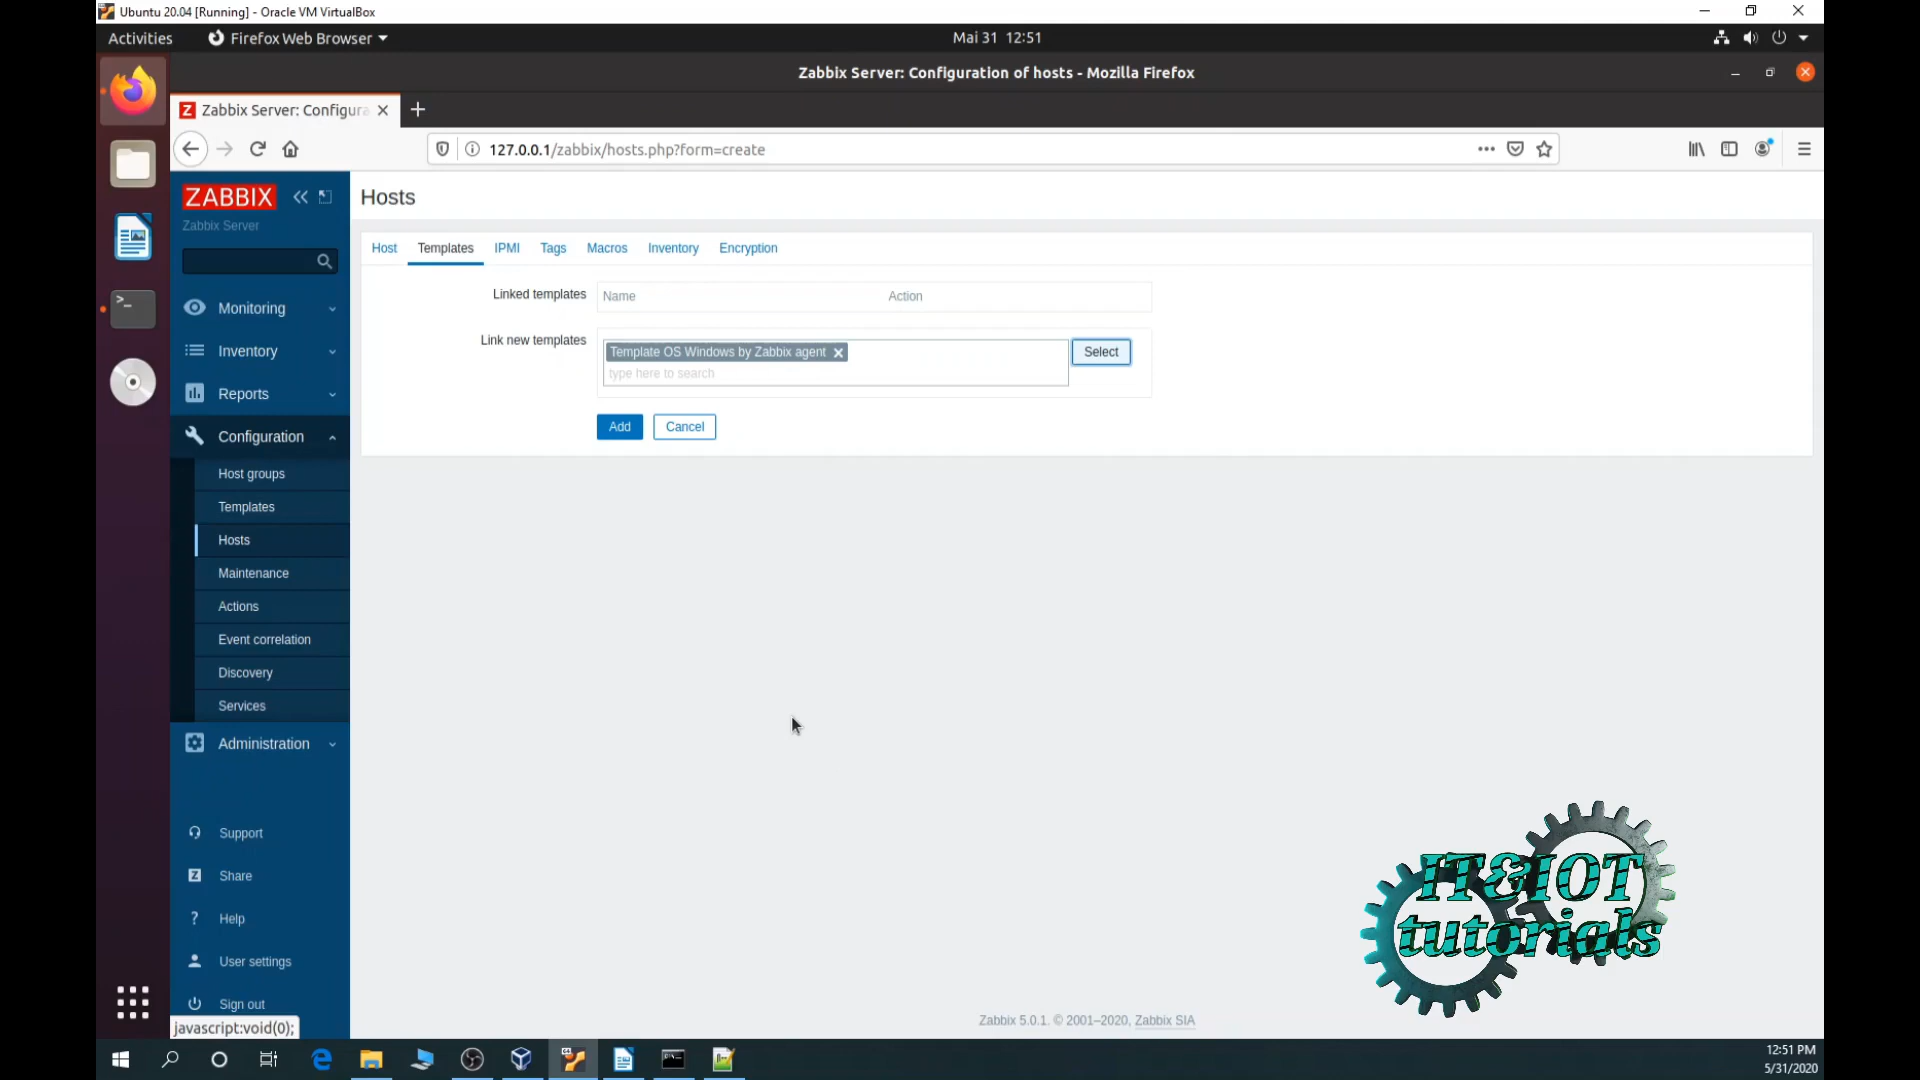 Ubuntu 20.04 [Running] - Oracle VM VirtualBox
Activities
Firefox Web Browser
Mai 31 12:51
Zabbix Server: Configuration of hosts - Mozilla Firefox
Z Zabbix Server: Configura
127.0.0.1/zabbix/hosts.php?form=create
ZABBIX
Zabbix Server
Monitoring
Inventory
Reports
Configuration
Host groups
Templates
Hosts
Maintenance
Actions
Event correlation
Discovery
Services
Administration
Support
Z Share
? Help
User settings
Sign out
javascript:void(0);
Hosts
Host Templates IPMI Tags Macros Inventory Encryption
Linked templates Name Action
Link new templates Template OS Windows by Zabbix agent Select
type here to search
Add Cancel
IT&IOT
tutorials
Zabbix 5.0.1. © 2001–2020, Zabbix SIA
12:51 PM
5/31/2020